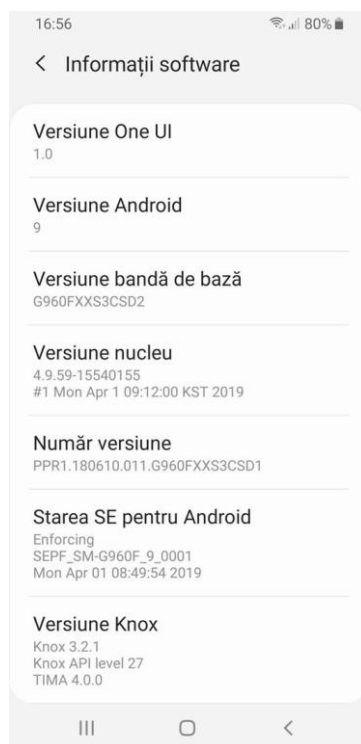 16:56
80%
Informații software
Versiune One UI
1.0
Versiune Android
9
Versiune bandă de bază
G960FXXS3CSD2
Versiune nucleu
4.9.59-15540155
#1 Mon Apr 1 09:12:00 KST 2019
Număr versiune
PPR1.180610.011.G960FXXS3CSD1
Starea SE pentru Android
Enforcing
SEPF_SM-G960F_9_0001
Mon Apr 01 08:49:54 2019
Versiune Knox
Knox 3.2.1
Knox API level 27
TIMA 4.0.0